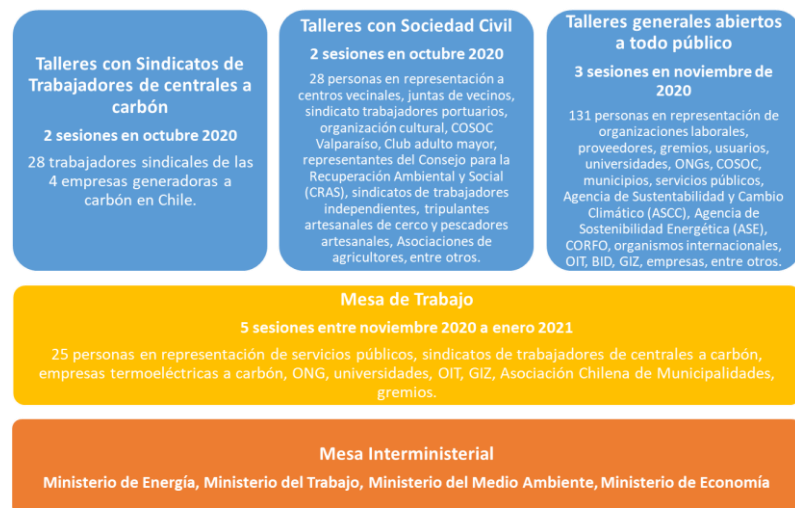 Talleres con Sindicatos de
Trabajadores de centrales a
carbón
2 sesiones en octubre 2020
28 trabajadores sindicales de las
4 empresas generadoras a
carbón en Chile.
Talleres con Sociedad Civil
2 sesiones en octubre 2020
28 personas en representación a
centros vecinales, juntas de vecinos,
sindicato trabajadores portuarios,
organización cultural, COSOC
Valparaíso, Club adulto mayor,
representantes del Consejo para la
Recuperación Ambiental y Social
(CRAS), sindicatos de trabajadores
independientes, tripulantes
artesanales de cerco y pescadores
artesanales, Asociaciones de
agricultores, entre otros.
Talleres generales abiertos
a todo público
3 sesiones en noviembre de
2020
131 personas en representación de
organizaciones laborales,
proveedores, gremios, usuarios,
universidades, ONGs, COSOC,
municipios, servicios públicos,
Agencia de Sustentabilidad y Cambio
Climático (ASCC), Agencia de
Sostenibilidad Energética (ASE),
CORFO, organismos internacionales,
OIT, BID, GIZ, empresas, entre otros.
Mesa de Trabajo
5 sesiones entre noviembre 2020 a enero 2021
25 personas en representación de servicios públicos, sindicatos de trabajadores de centrales a carbón,
empresas termoeléctricas a carbón, ONG, universidades, OIT, GIZ, Asociación Chilena de Municipalidades,
gremios.
Mesa Interministerial
Ministerio de Energía, Ministerio del Trabajo, Ministerio del Medio Ambiente, Ministerio de Economía